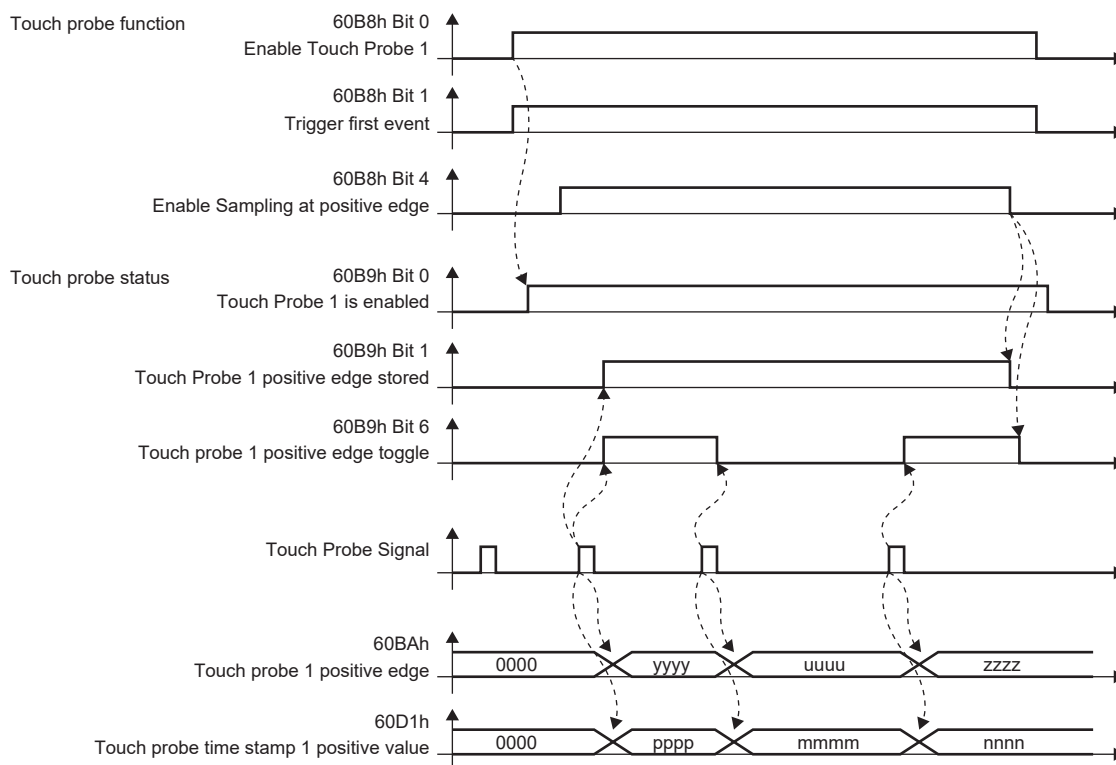 Touch probe function
60B8h Bit 0
Enable Touch Probe 1
60B8h Bit 1
Trigger first event
60B8h Bit 4
Enable Sampling at positive edge
Touch probe status
60B9h Bit 0
Touch Probe 1 is enabled
60B9h Bit 1
Touch Probe 1 positive edge stored
60B9h Bit 6
Touch probe 1 positive edge toggle
Touch Probe Signal
60BAh
Touch probe 1 positive edge
0000 yyyy uuuu zzzz
60D1h
Touch probe time stamp 1 positive value
0000 pppp mmmm nnnn